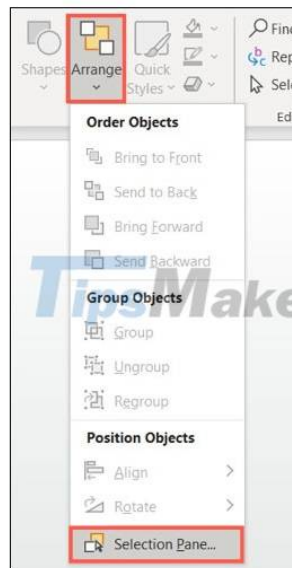 Shapes Arrange Quick Styles
Find
Rep
Sele
Ed
Order Objects
Bring to Front
Send to Back
Bring Forward
Send Backward
Group Objects
Group
Ungroup
Regroup
Position Objects
Align
Rotate
Selection Pane...
TipsMake